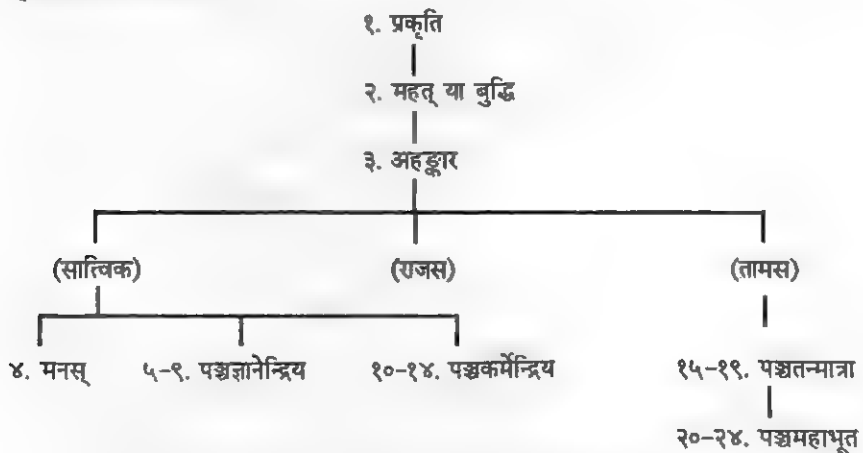 १. प्रकृति
२. महत् या बुद्धि
३. अहङ्कार
(सात्विक) (राजस) (तामस)
४. मनस् ५-९. पञ्चज्ञानेन्द्रिय १०-१४. पञ्चकर्मेन्द्रिय १५-१९. पञ्चतन्मात्रा
२०-२४. पञ्चमहाभूत